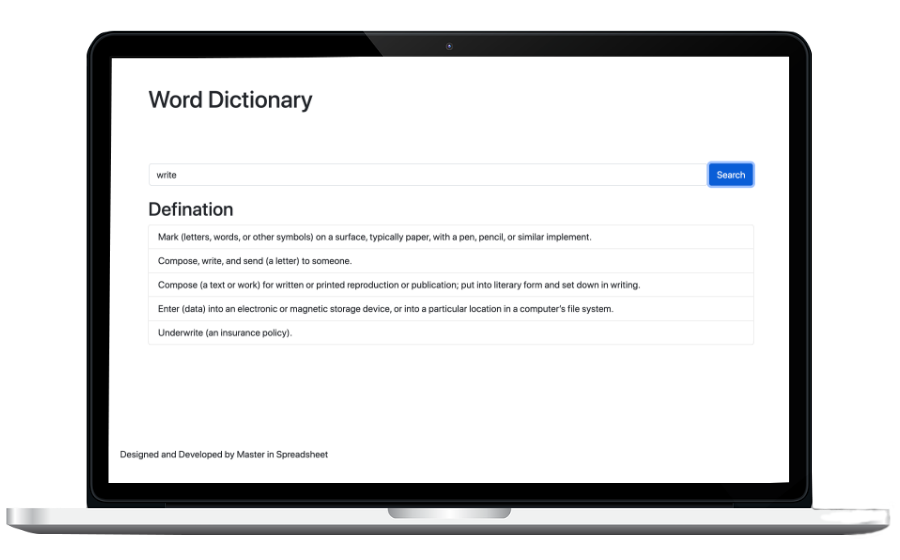 Word Dictionary
write
Search
Defination
Mark (letters, words, or other symbols) on a surface, typically paper, with a pen, pencil, or similar implement.
Compose, write, and send (a letter) to someone.
Compose (a text or work) for written or printed reproduction or publication; put into literary form and set down in writing.
Enter (data) into an electronic or magnetic storage device, or into a particular location in a computer's file system.
Underwrite (an insurance policy).
Designed and Developed by Master in Spreadsheet